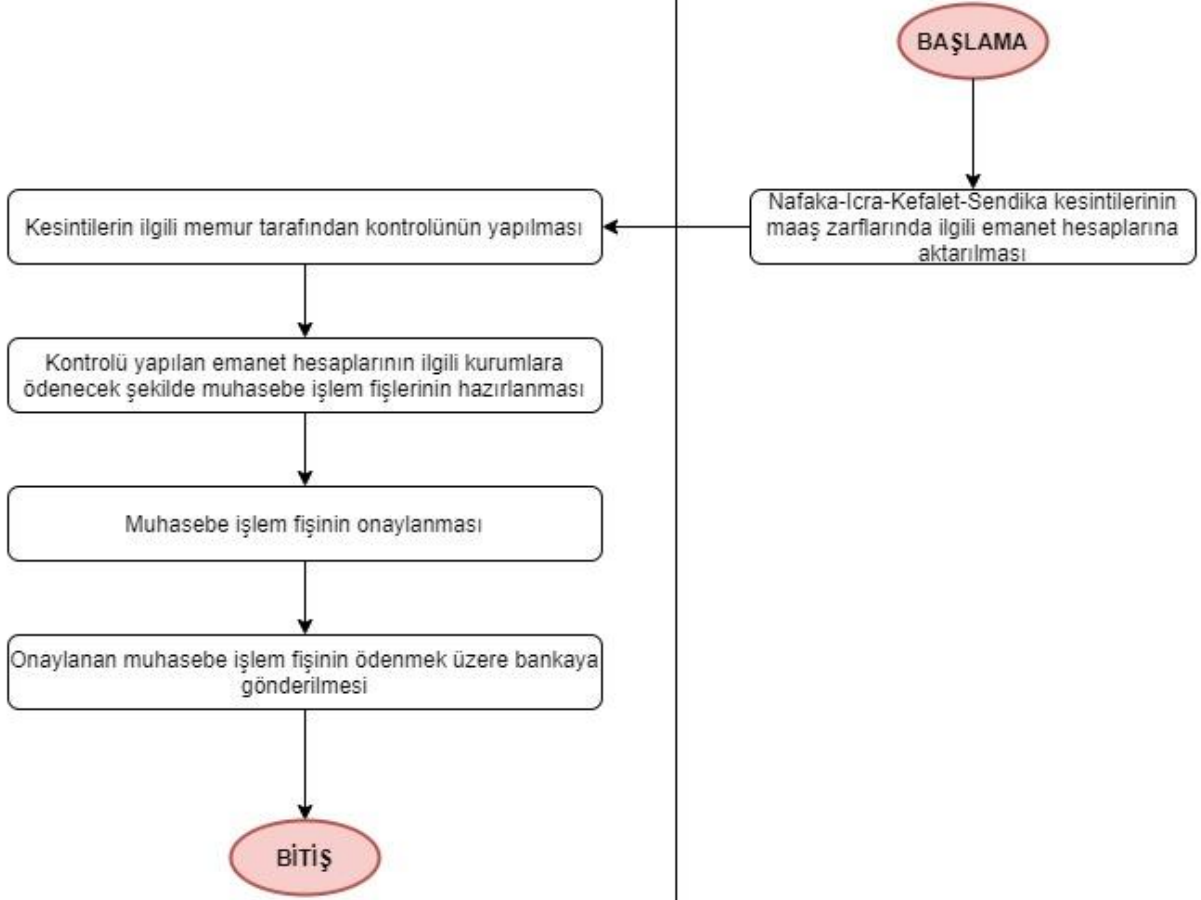 BAŞLAMA
Nafaka-Icra-Kefalet-Sendika kesintilerinin
maaş zarflarında ilgili emanet hesaplarına
aktarılması
Kesintilerin ilgili memur tarafından kontrolünün yapılması
Kontrolü yapılan emanet hesaplarının ilgili kurumlara
ödenecek şekilde muhasebe işlem fişlerinin hazırlanması
Muhasebe işlem fişinin onaylanması
Onaylanan muhasebe işlem fişinin ödenmek üzere bankaya
gönderilmesi
BİTİŞ